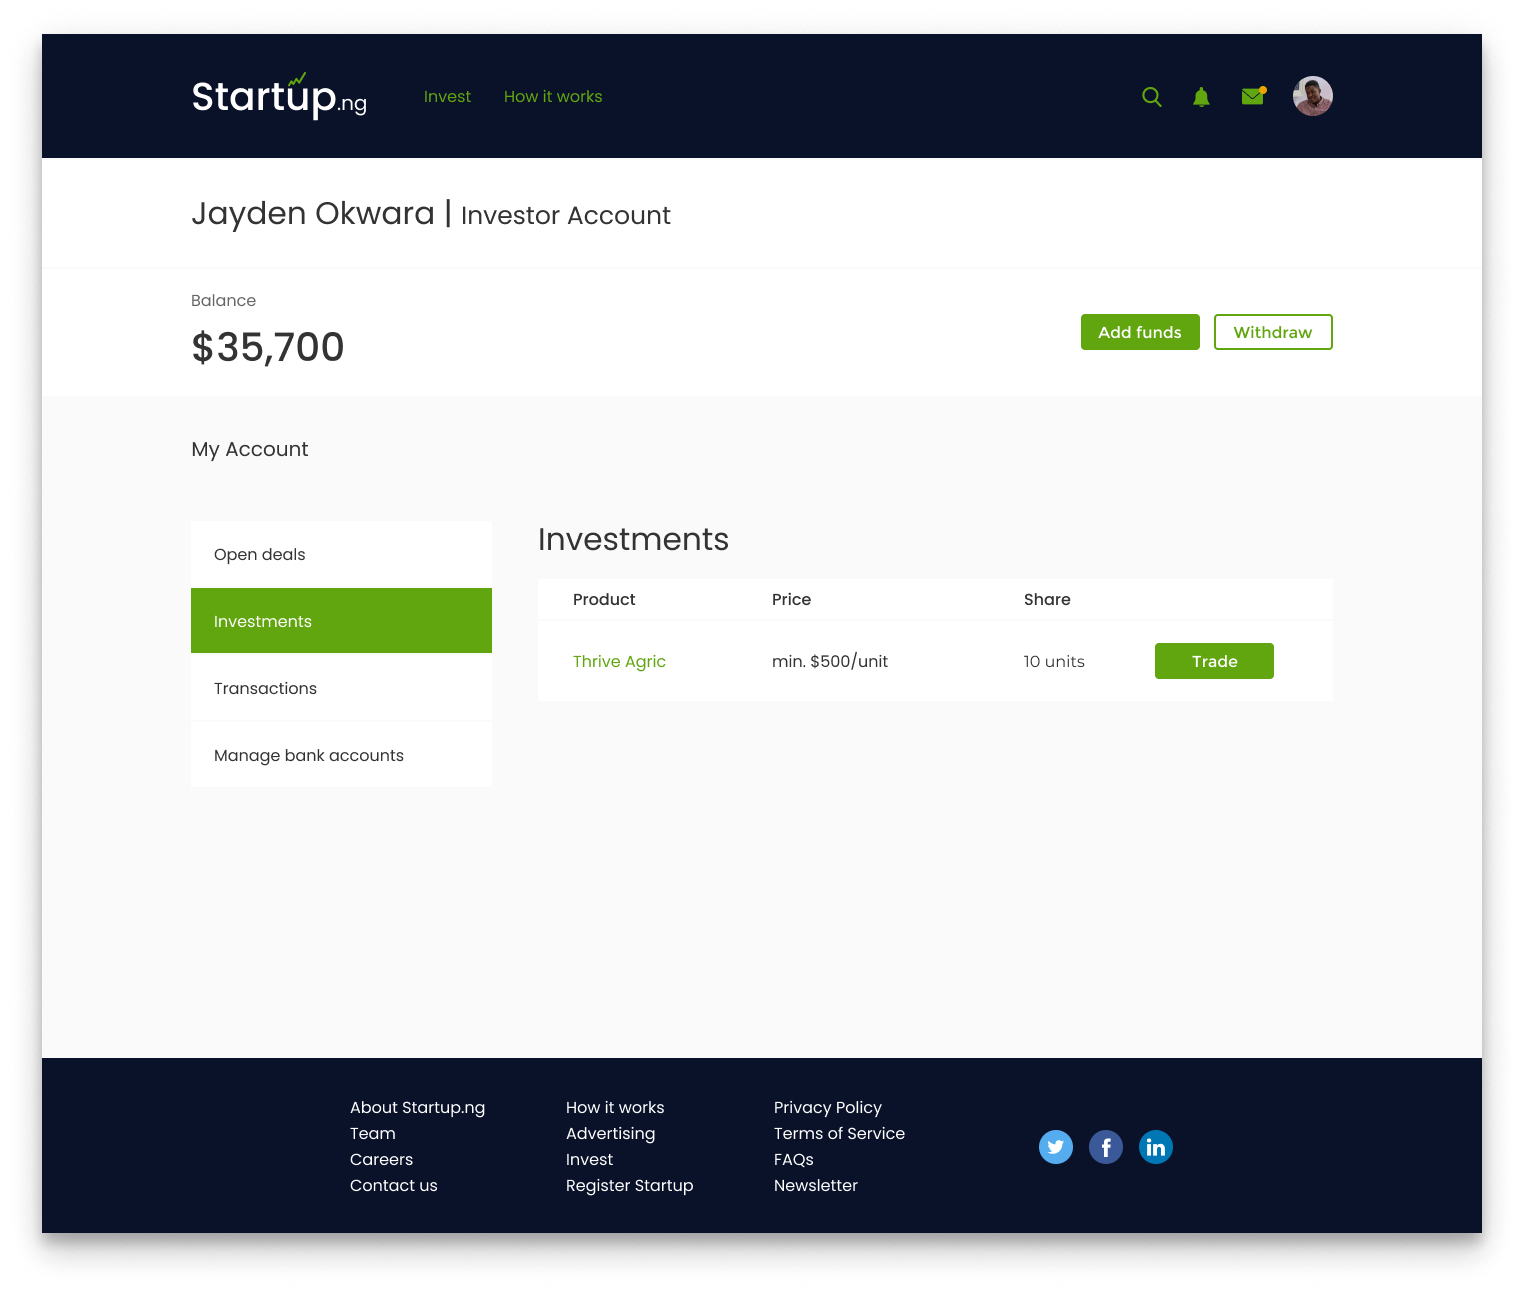 Startup.ng
Invest
How it works
Jayden Okwara | Investor Account
Balance
$35,700
Add funds
Withdraw
My Account
Open deals
Investments
Transactions
Manage bank accounts
Investments
Product Price Share
Thrive Agric min. $500/unit 10 units Trade
About Startup.ng
Team
Careers
Contact us
How it works
Advertising
Invest
Register Startup
Privacy Policy
Terms of Service
FAQs
Newsletter
f
in